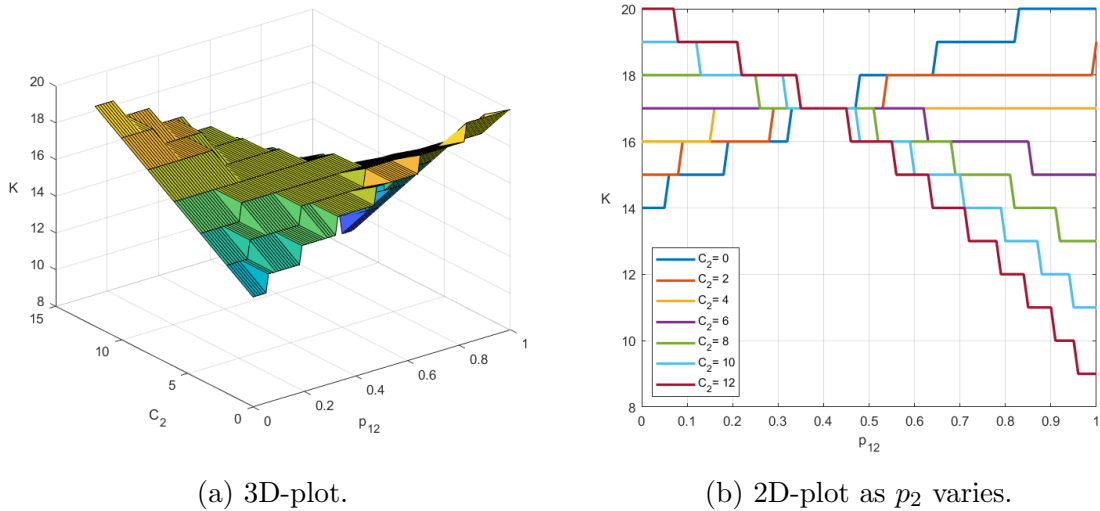 20
18
16
14
12
10
8
K
15
10
5
0
C2
0
0.2
0.4
0.6
0.8
1
p12
20
18
16
14
12
10
8
K
C2= 0
C2= 2
C2= 4
C2= 6
C2= 8
C2= 10
C2= 12
0 0.1 0.2 0.3 0.4 0.5 0.6 0.7 0.8 0.9 1
p12
(a) 3D-plot.
(b) 2D-plot as p2 varies.